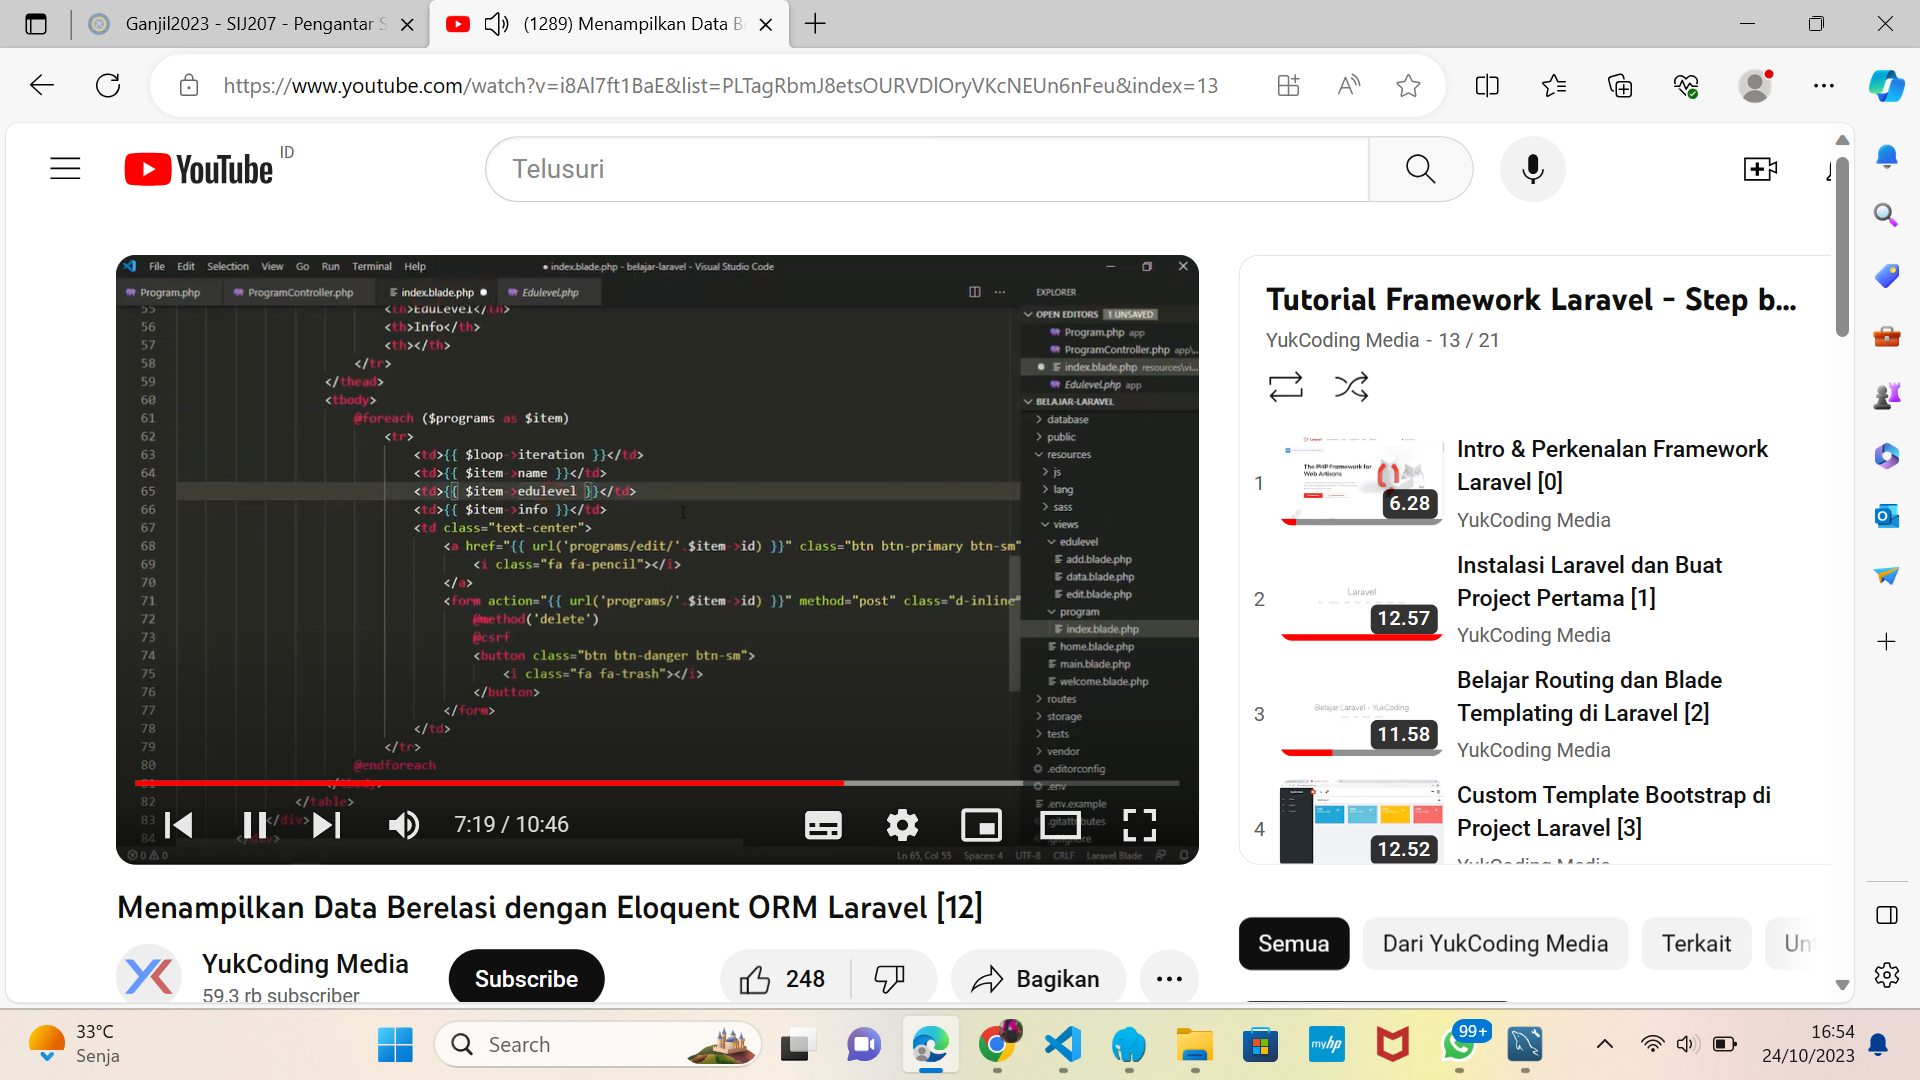 Ganjil2023 - SIJ207 - Pengantar S
(1289) Menampilkan Data B
https://www.youtube.com/watch?v=i8Al7ft1BaE&list=PLTagRbmJ8etsOURVDlOryVKcNEUn6nFeu&index=13
YouTube ID
Telusuri
File Edit Selection View Go Run Terminal Help
● index.blade.php - belajar-laravel - Visual Studio Code
Program.php
ProgramController.php
index.blade.php ●
Edulevel.php
55 <th>EduLevel</th>
56 <th>Info</th>
57 <th></th>
58 </tr>
59 </thead>
60 <tbody>
61 @foreach ($programs as $item)
62 <tr>
63 <td>{{ $loop->iteration }}</td>
64 <td>{{ $item->name }}</td>
65 <td>{{ $item->edulevel }}</td>
66 <td>{{ $item->info }}</td>
67 <td class="text-center">
68 <a href="{{ url('programs/edit/'.$item->id) }}" class="btn btn-primary btn-sm"
69 <i class="fa fa-pencil"></i>
70 </a>
71 <form action="{{ url('programs/'.$item->id) }}" method="post" class="d-inline"
72 @method('delete')
73 @csrf
74 <button class="btn btn-danger btn-sm">
75 <i class="fa fa-trash"></i>
76 </button>
77 </form>
78 </td>
79 </tr>
80 @endforeach
81 </tbody>
82 </table>
83 </div>
84 </div>
EXPLORER
OPEN EDITORS 1 UNSAVED
Program.php app
ProgramController.php app\...
● index.blade.php resources\vi...
Edulevel.php app
BELAJAR-LARAVEL
database
public
resources
js
lang
sass
views
edulevel
add.blade.php
data.blade.php
edit.blade.php
program
index.blade.php
home.blade.php
main.blade.php
welcome.blade.php
routes
storage
tests
vendor
.editorconfig
.env
.env.example
.gitattributes
.gitignore
7:19 / 10:46
0 0
Ln 65, Col 55 Spaces: 4 UTF-8 CRLF Laravel Blade
Menampilkan Data Berelasi dengan Eloquent ORM Laravel [12]
YukCoding Media
59.3 rb subscriber
Subscribe
248
Bagikan
Tutorial Framework Laravel - Step b...
YukCoding Media - 13 / 21
1
6.28
Intro & Perkenalan Framework
Laravel [0]
YukCoding Media
2
Laravel
12.57
Instalasi Laravel dan Buat
Project Pertama [1]
YukCoding Media
3
Belajar Laravel - YukCoding
11.58
Belajar Routing dan Blade
Templating di Laravel [2]
YukCoding Media
4
12.52
Custom Template Bootstrap di
Project Laravel [3]
YukCoding Media
Semua
Dari YukCoding Media
Terkait
Un
33°C
Senja
Search
myhp
99+
16:54
24/10/2023